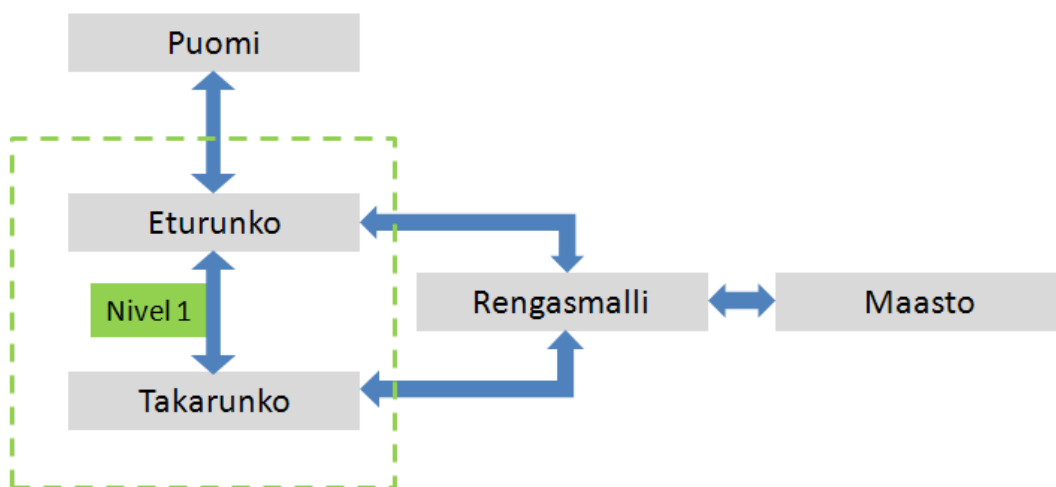 Puomi
Eturunko
Nivel 1
Rengasmalli
Maasto
Takarunko